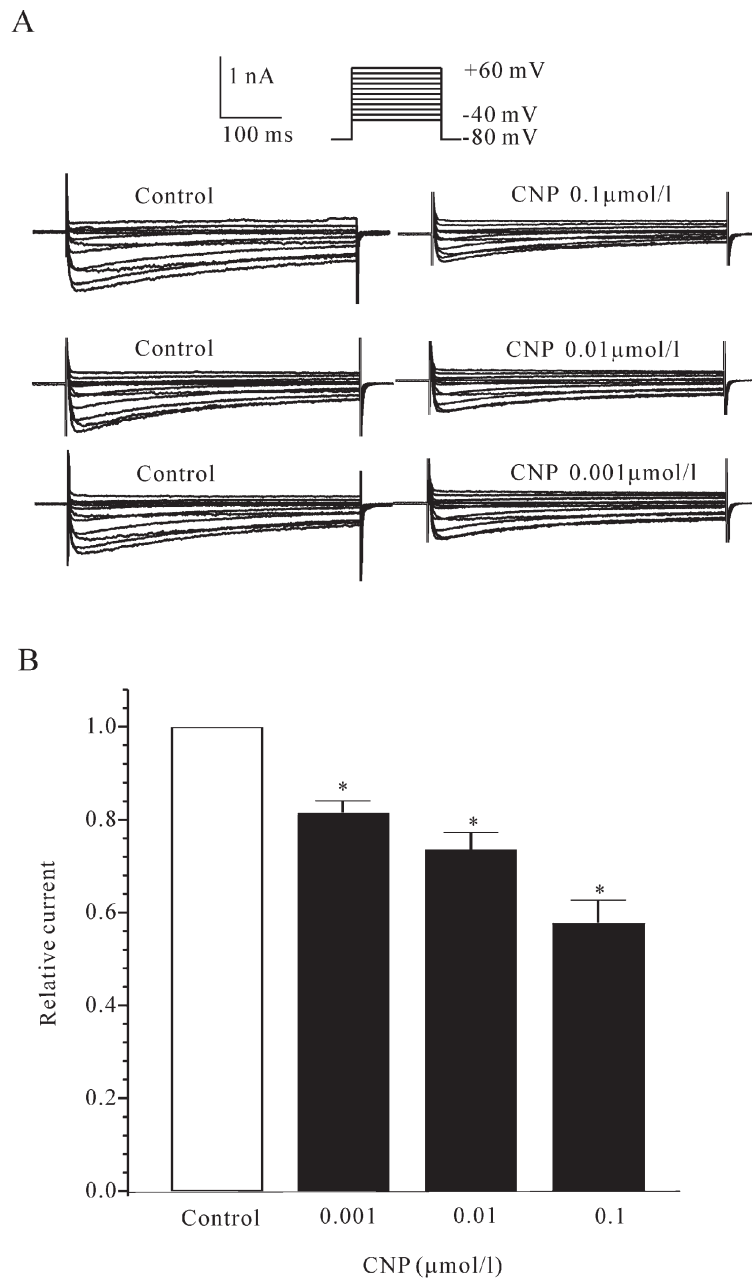 A
1 nA
100 ms
+60 mV
-40 mV
-80 mV
Control
CNP 0.1μmol/l
Control
CNP 0.01μmol/l
Control
CNP 0.001μmol/l
B
Relative current
1.0
0.8
0.6
0.4
0.2
0.0
*
*
*
Control
0.001
0.01
0.1
CNP (μmol/l)